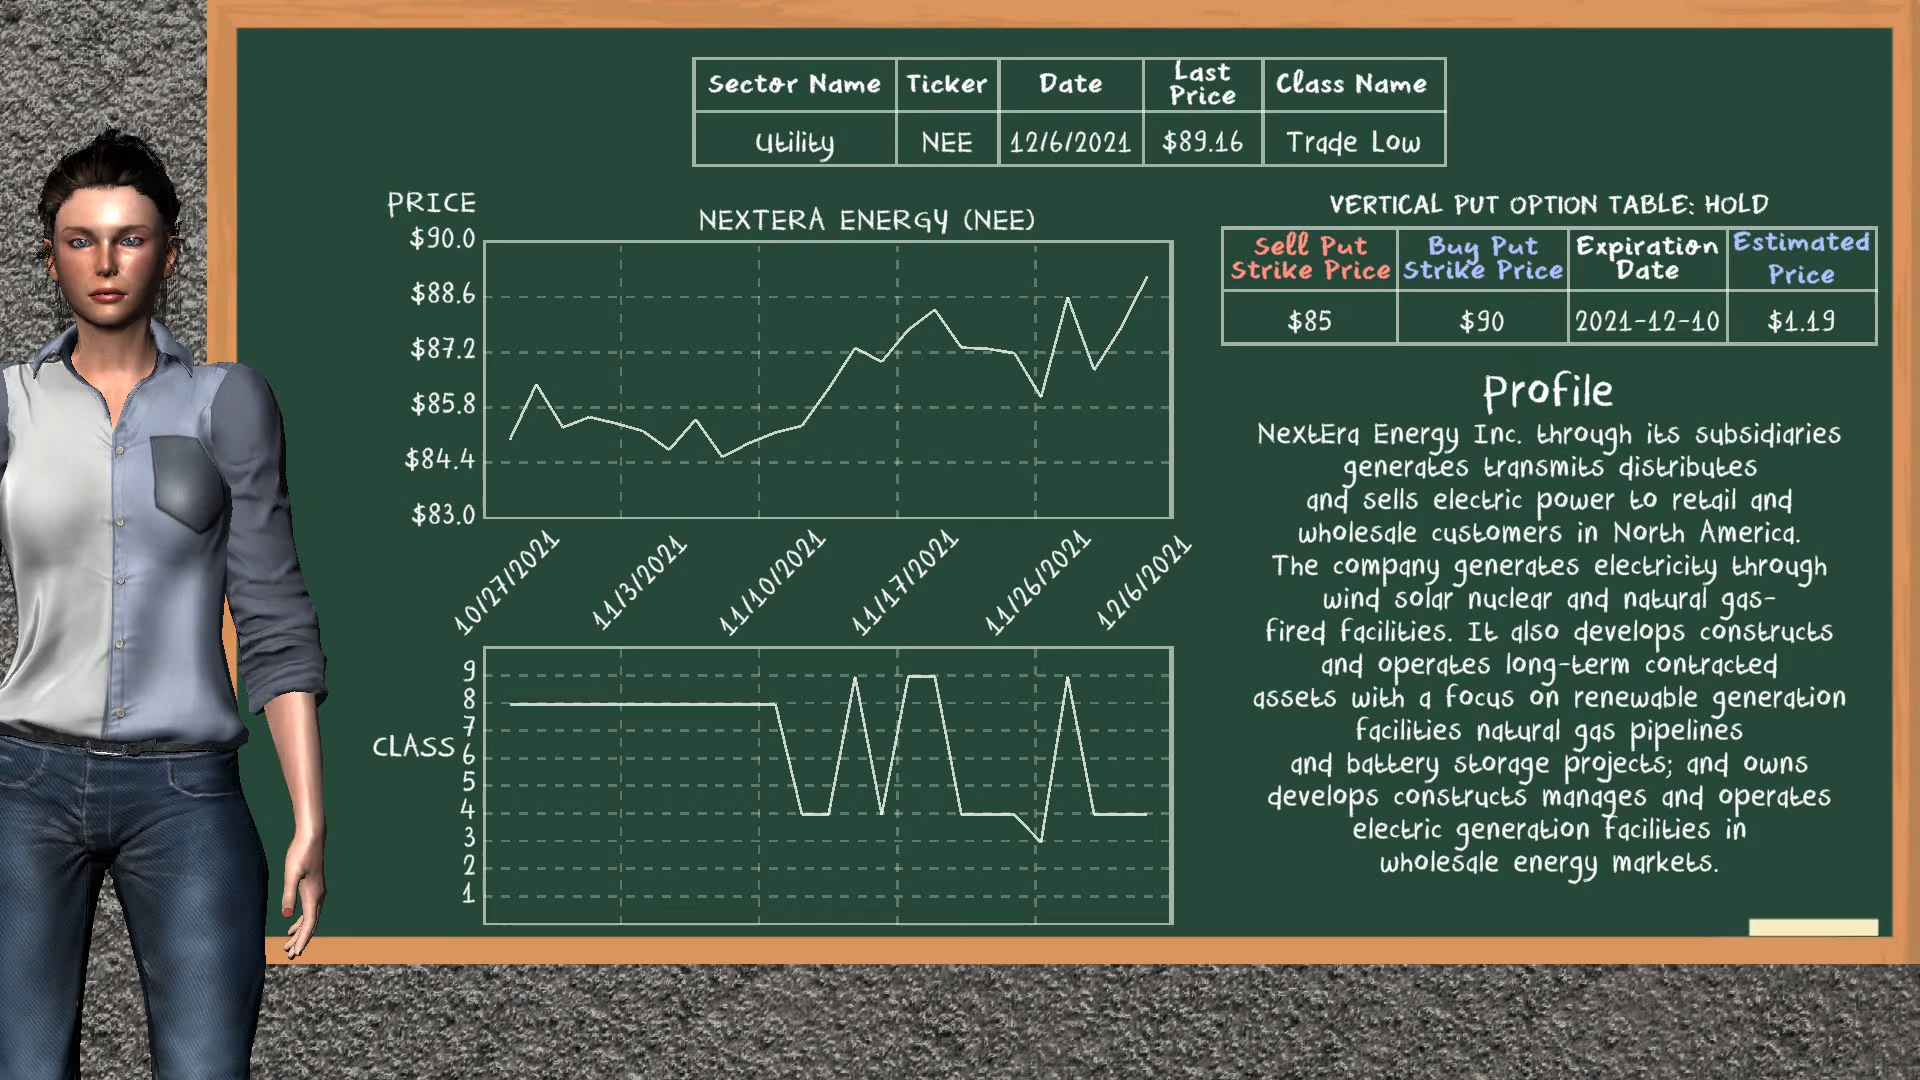 Sector Name Ticker Date Last Price Class Name
Utility NEE 12/6/2021 $89.16 Trade Low
PRICE
NEXTERA ENERGY (NEE)
$90.0
$88.6
$87.2
$85.8
$84.4
$83.0
10/27/2021 11/3/2021 11/10/2021 11/17/2021 11/26/2021 12/6/2021
CLASS
9
8
7
6
5
4
3
2
1
VERTICAL PUT OPTION TABLE: HOLD
Sell Put Strike Price Buy Put Strike Price Expiration Date Estimated Price
$85 $90 2021-12-10 $1.19
Profile
NextEra Energy Inc. through its subsidiaries
generates transmits distributes
and sells electric power to retail and
wholesale customers in North America.
The company generates electricity through
wind solar nuclear and natural gas-
fired facilities. It also develops constructs
and operates long-term contracted
assets with a focus on renewable generation
facilities natural gas pipelines
and battery storage projects; and owns
develops constructs manages and operates
electric generation facilities in
wholesale energy markets.